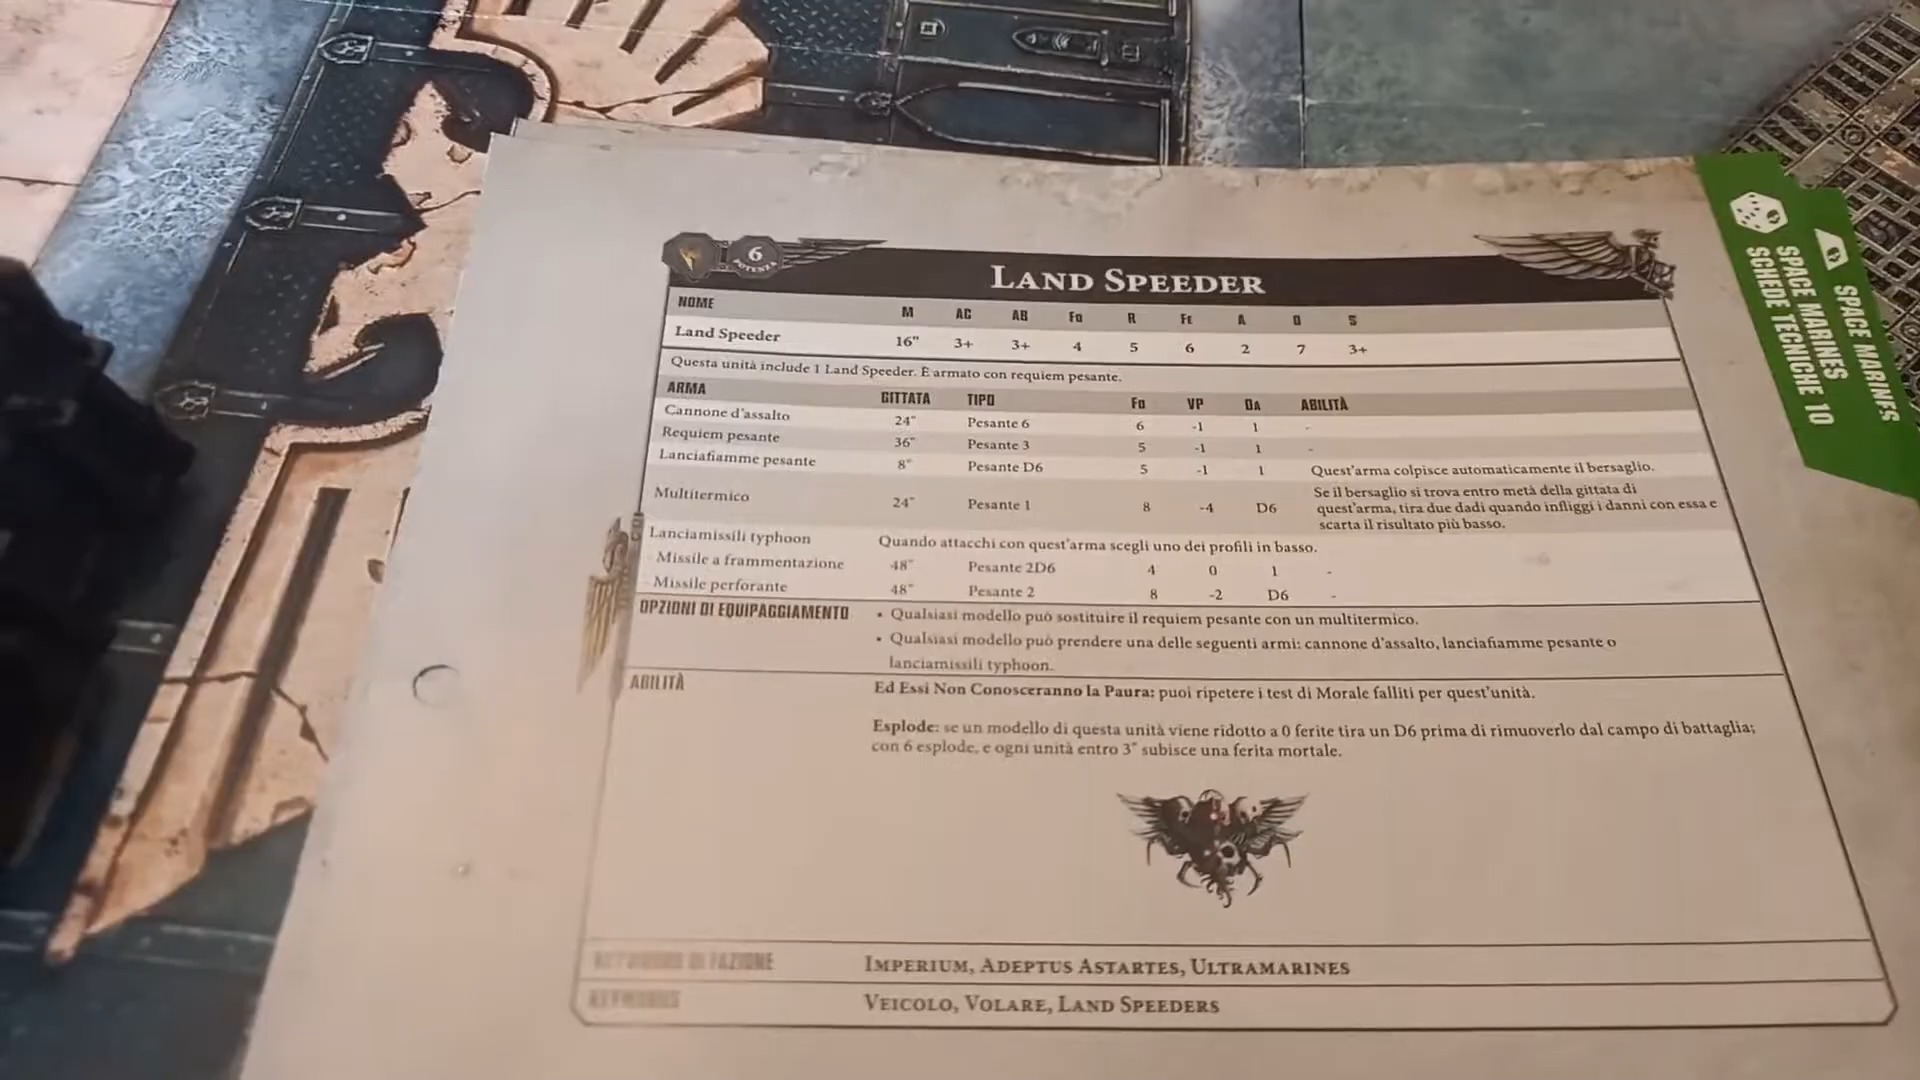 6
POTENZA
LAND SPEEDER
NOME M AC AB Fo R Fe A D S
Land Speeder 16" 3+ 3+ 4 5 6 2 7 3+
Questa unità include 1 Land Speeder. È armato con requiem pesante.
ARMA GITTATA TIPO Fo VP Da ABILITÀ
Cannone d'assalto 24" Pesante 6 6 -1 1 -
Requiem pesante 36" Pesante 3 5 -1 1 -
Lanciafiamme pesante 8" Pesante D6 5 -1 1 Quest'arma colpisce automaticamente il bersaglio.
Multitermico 24" Pesante 1 8 -4 D6 Se il bersaglio si trova entro metà della gittata di
quest'arma, tira due dadi quando infliggi i danni con essa e
scarta il risultato più basso.
Lanciamissili typhoon Quando attacchi con quest'arma scegli uno dei profili in basso.
- Missile a frammentazione 48" Pesante 2D6 4 0 1 -
- Missile perforante 48" Pesante 2 8 -2 D6 -
OPZIONI DI EQUIPAGGIAMENTO • Qualsiasi modello può sostituire il requiem pesante con un multitermico.
• Qualsiasi modello può prendere una delle seguenti armi: cannone d'assalto, lanciafiamme pesante o
lanciamissili typhoon.
ABILITÀ Ed Essi Non Conosceranno la Paura: puoi ripetere i test di Morale falliti per quest'unità.
Esplode: se un modello di questa unità viene ridotto a 0 ferite tira un D6 prima di rimuoverlo dal campo di battaglia;
con 6 esplode, e ogni unità entro 3" subisce una ferita mortale.
KEYWORDS DI FAZIONE IMPERIUM, ADEPTUS ASTARTES, ULTRAMARINES
KEYWORDS VEICOLO, VOLARE, LAND SPEEDERS
SPACE MARINES
SPACE MARINES
SCHEDE TECNICHE 10